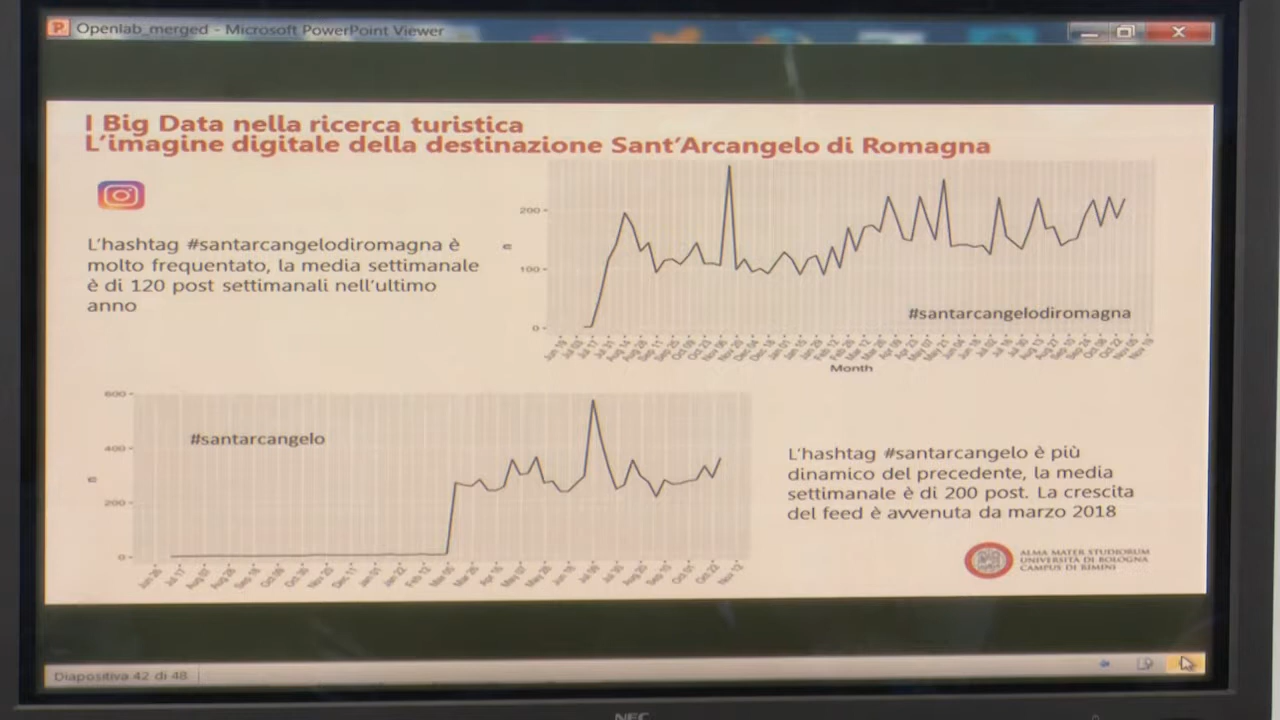 Openlab_merged - Microsoft PowerPoint Viewer
I Big Data nella ricerca turistica
L'imagine digitale della destinazione Sant'Arcangelo di Romagna
L'hashtag #santarcangelodiromagna è
molto frequentato, la media settimanale
è di 120 post settimanali nell'ultimo
anno
200
100
0
#santarcangelodiromagna
Month
600
400
200
0
#santarcangelo
L'hashtag #santarcangelo è più
dinamico del precedente, la media
settimanale è di 200 post. La crescita
del feed è avvenuta da marzo 2018
ALMA MATER STUDIORUM
UNIVERSITÀ DI BOLOGNA
CAMPUS DI RIMINI
Diapositiva 42 di 48
NEC